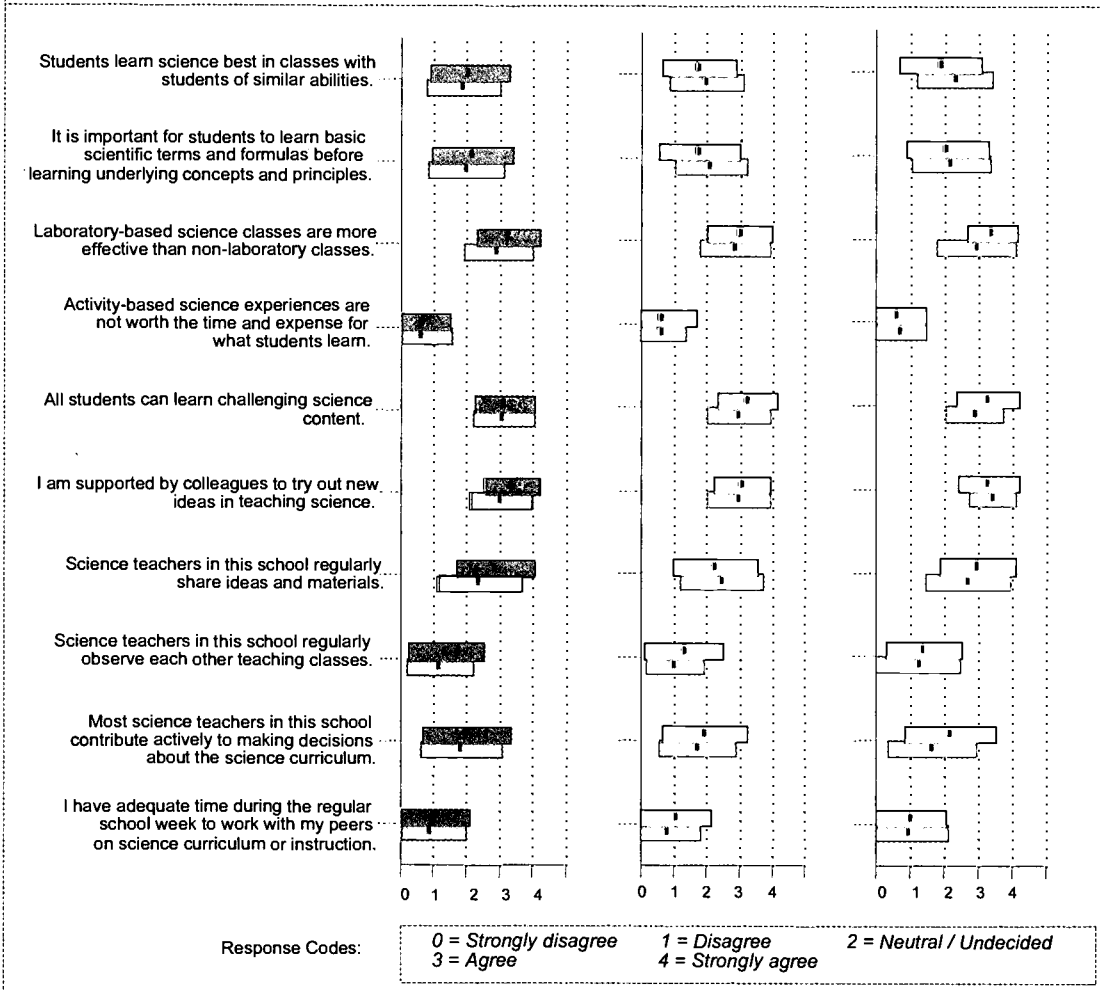 Students learn science best in classes with
students of similar abilities.
It is important for students to learn basic
scientific terms and formulas before
learning underlying concepts and principles.
Laboratory-based science classes are more
effective than non-laboratory classes.
Activity-based science experiences are
not worth the time and expense for
what students learn.
All students can learn challenging science
content.
I am supported by colleagues to try out new
ideas in teaching science.
Science teachers in this school regularly
share ideas and materials.
Science teachers in this school regularly
observe each other teaching classes.
Most science teachers in this school
contribute actively to making decisions
about the science curriculum.
I have adequate time during the regular
school week to work with my peers
on science curriculum or instruction.
0 1 2 3 4 0 1 2 3 4 0 1 2 3 4
Response Codes: 0 = Strongly disagree 1 = Disagree 2 = Neutral / Undecided
3 = Agree 4 = Strongly agree